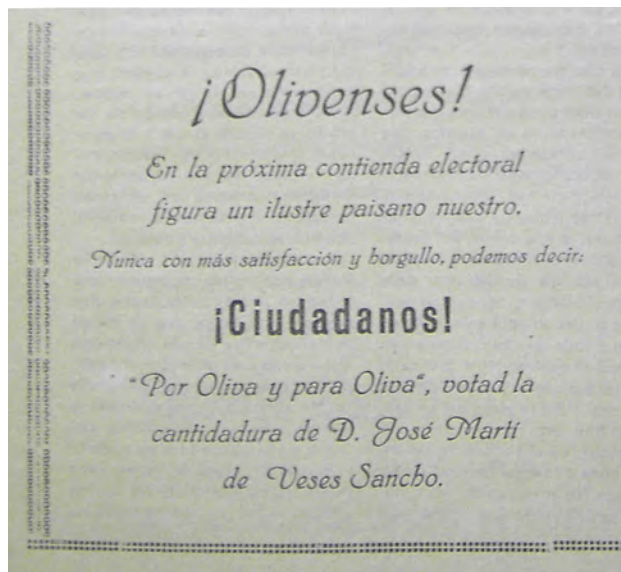 ¡Olivenses!
En la próxima contienda electoral
figura un ilustre paisano nuestro.
Nunca con más satisfacción y borgullo, podemos decir:
¡Ciudadanos!
"Por Oliva y para Oliva", votad la
cantidadura de D. José Martí
de Veses Sancho.